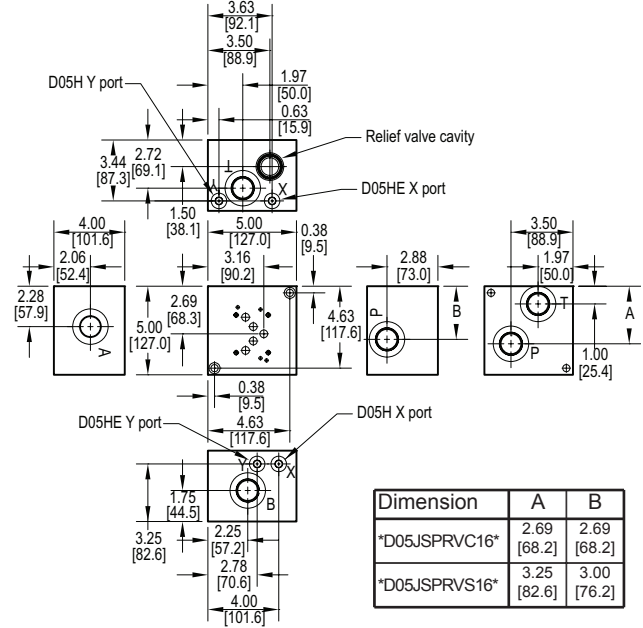 3.63
[92.1]
3.50
[88.9]
D05H Y port
1.97
[50.0]
0.63
[15.9]
Relief valve cavity
3.44
[87.3]
2.72
[69.1]
T
Y
X
D05HE X port
1.50
[38.1]
4.00
[101.6]
5.00
[127.0]
0.38
[9.5]
3.50
[88.9]
2.06
[52.4]
3.16
[90.2]
2.88
[73.0]
1.97
[50.0]
2.28
[57.9]
A
5.00
[127.0]
2.69
[68.3]
4.63
[117.6]
P
B
T
P
A
1.00
[25.4]
0.38
[9.5]
D05HE Y port
4.63
[117.6]
D05H X port
Y
X
B
1.75
[44.5]
3.25
[82.6]
2.25
[57.2]
2.78
[70.6]
4.00
[101.6]
Dimension A B
*D05JSPRVC16* 2.69 [68.2] 2.69 [68.2]
*D05JSPRVS16* 3.25 [82.6] 3.00 [76.2]